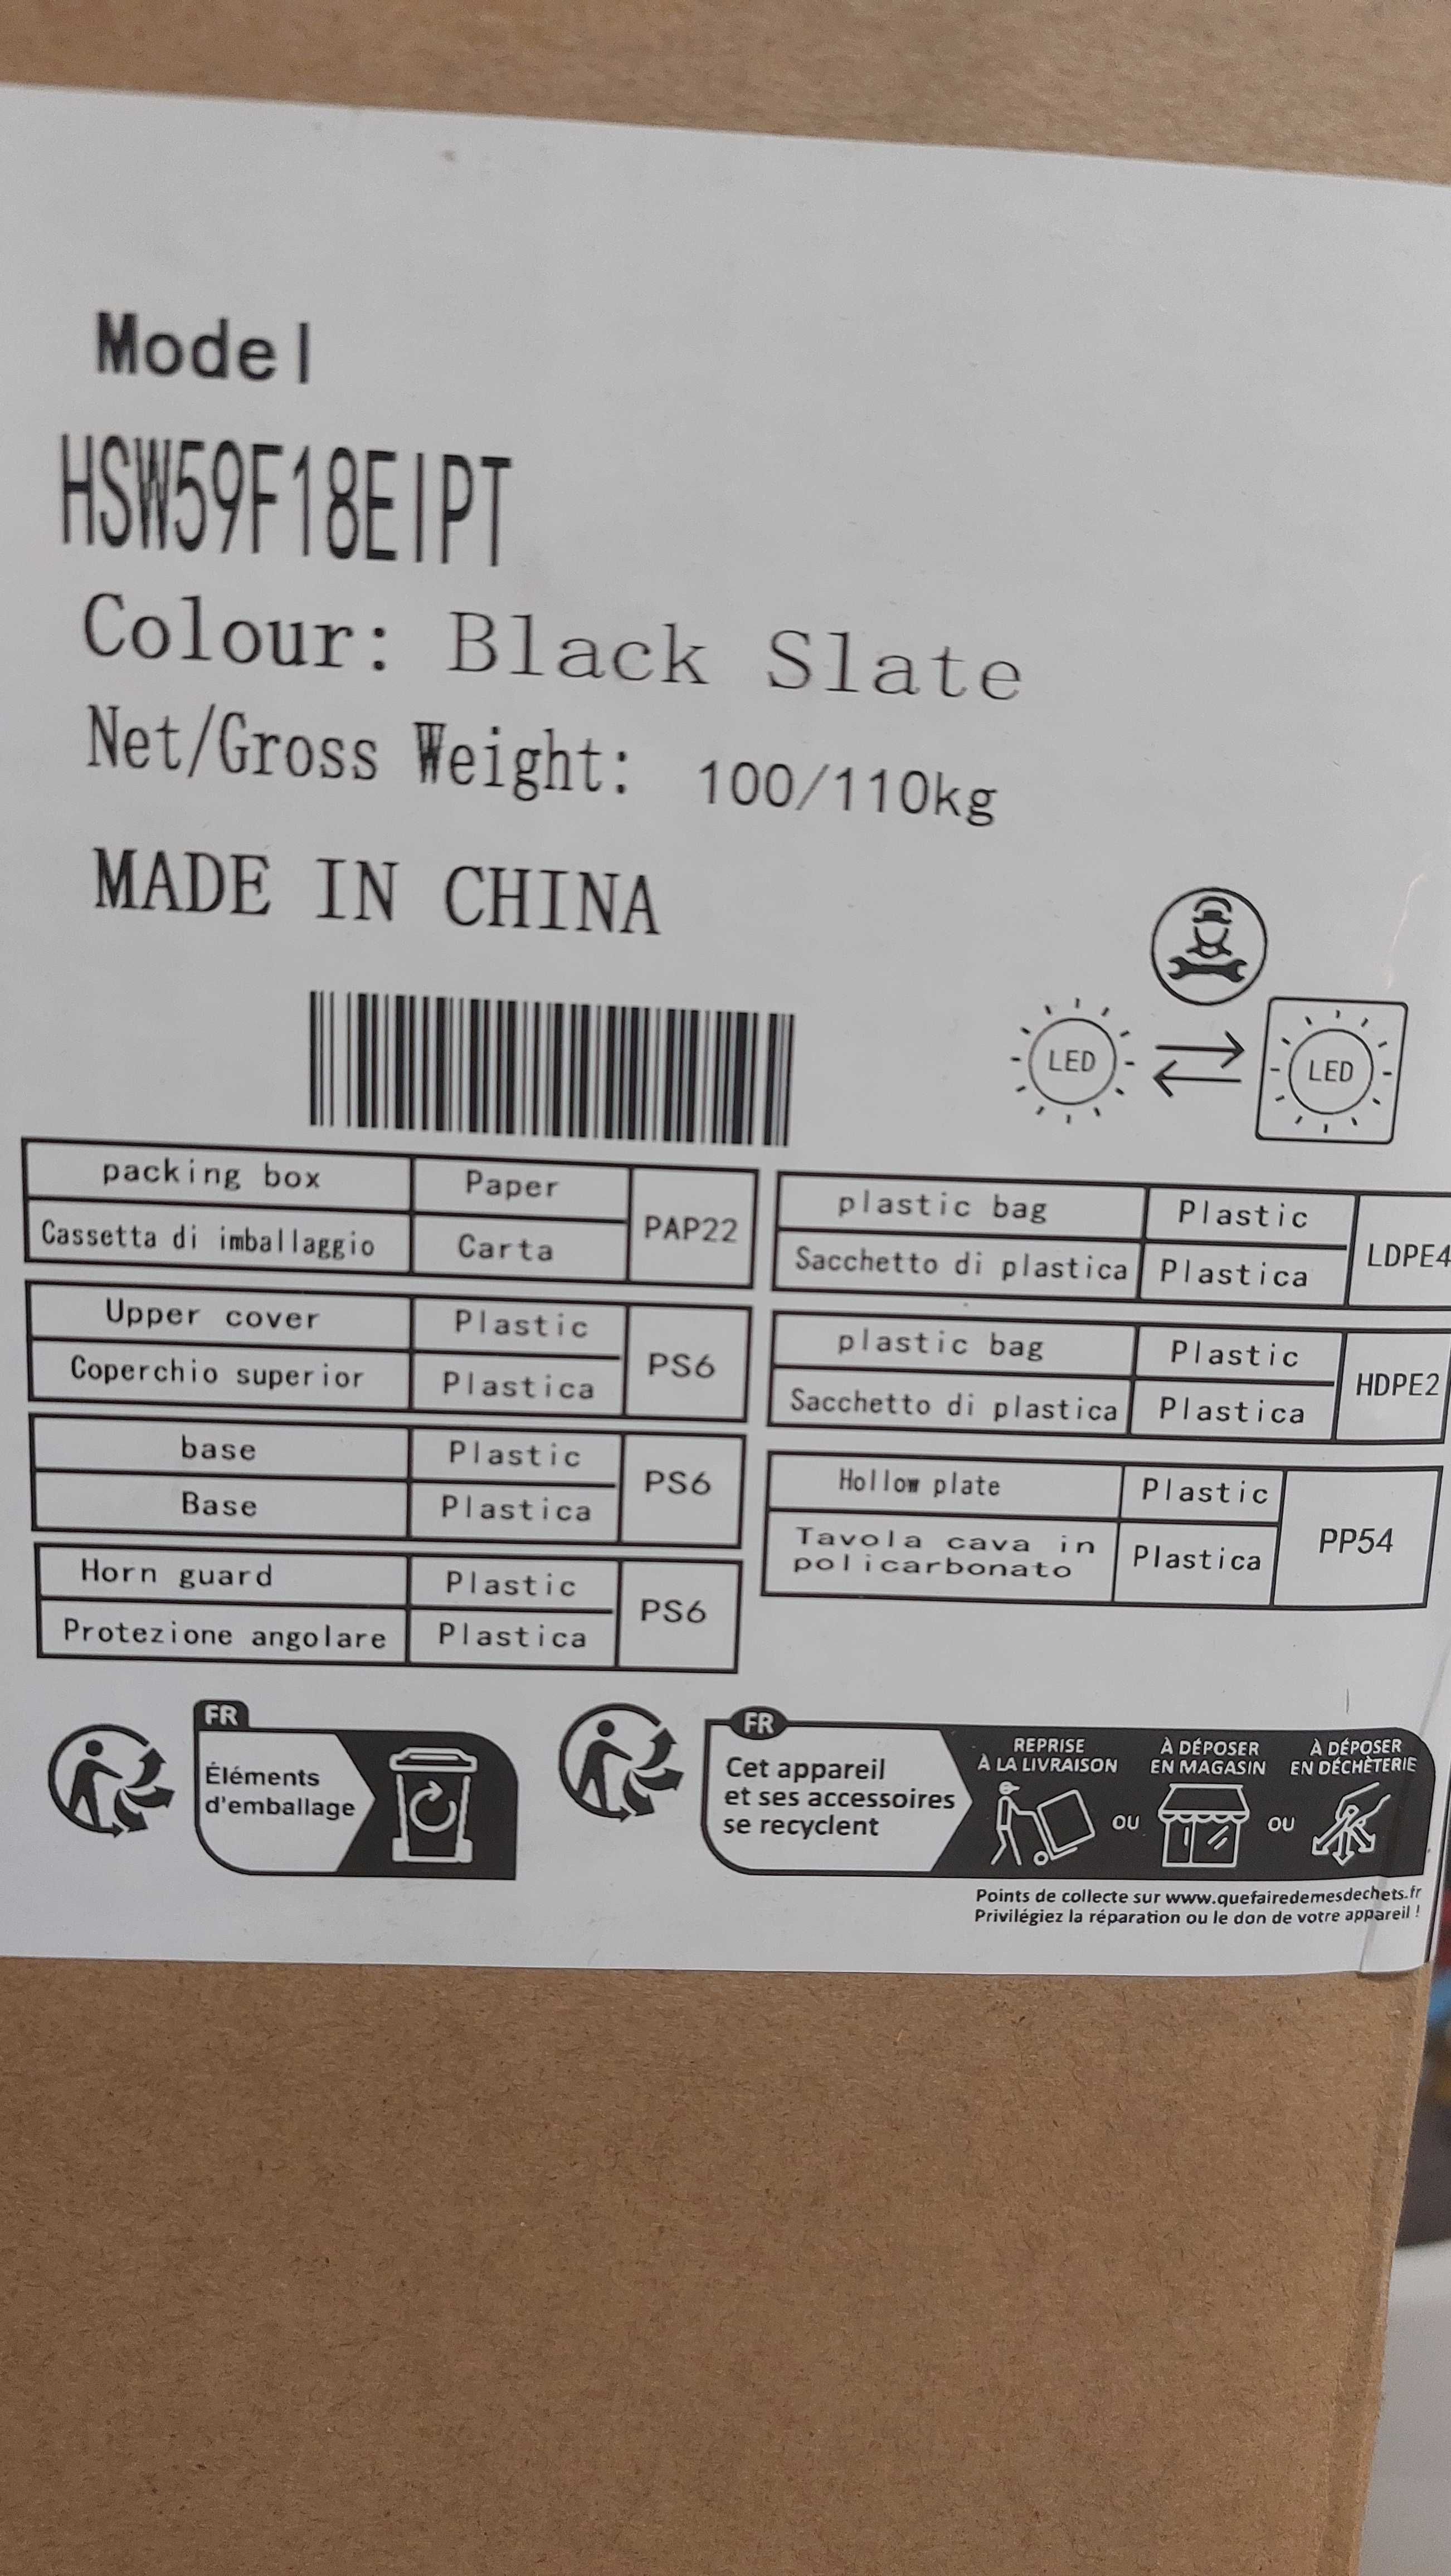 Model
HSW59F18EIPT
Colour: Black Slate
Net/Gross Weight: 100/110kg
MADE IN CHINA
LED
LED
packing box Paper PAP22
Cassetta di imballaggio Carta
Upper cover Plastic PS6
Coperchio superior Plastica
base Plastic PS6
Base Plastica
Horn guard Plastic PS6
Protezione angolare Plastica
plastic bag Plastic LDPE4
Sacchetto di plastica Plastica
plastic bag Plastic HDPE2
Sacchetto di plastica Plastica
Hollow plate Plastic PP54
Tavola cava in
policarbonato Plastica
FR
Éléments
d'emballage
FR
Cet appareil
et ses accessoires
se recyclent
REPRISE
À LA LIVRAISON
OU
À DÉPOSER
EN MAGASIN
OU
À DÉPOSER
EN DÉCHÈTERIE
Points de collecte sur www.quefairedemesdechets.fr
Privilégiez la réparation ou le don de votre appareil !